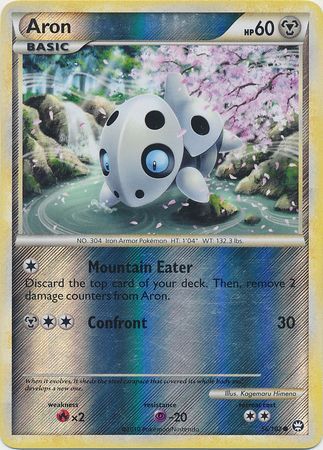 Aron
HP60
BASIC
NO. 304 Iron Armor Pokémon HT: 1'04" WT: 132.3 lbs.
Mountain Eater
Discard the top card of your deck. Then, remove 2
damage counters from Aron.
Confront 30
When it evolves, it sheds the steel carapace that covered its whole body and
develops a new one.
Illus. Kagemaru Himeno
weakness resistance retreat cost
×2 -20
©2010 Pokémon/Nintendo